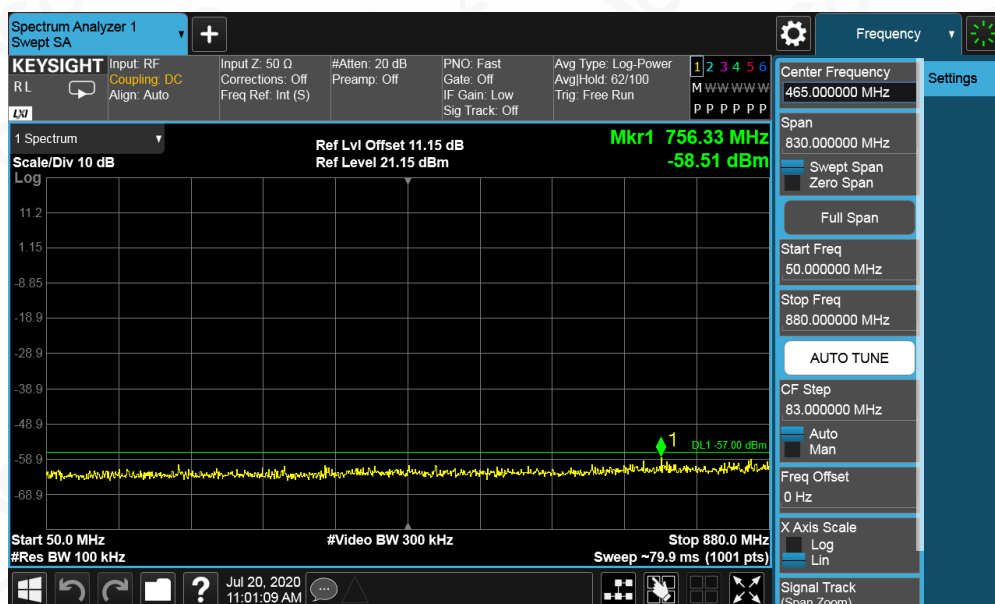 Spectrum Analyzer 1
Swept SA
+
Frequency
KEYSIGHT
RL
LXI
Input: RF
Coupling: DC
Align: Auto
Input Z: 50 Ω
Corrections: Off
Freq Ref: Int (S)
#Atten: 20 dB
Preamp: Off
PNO: Fast
Gate: Off
IF Gain: Low
Sig Track: Off
Avg Type: Log-Power
Avg|Hold: 62/100
Trig: Free Run
1 2 3 4 5 6
M W W W W W
P P P P P P
1 Spectrum
Scale/Div 10 dB
Log
Ref Lvl Offset 11.15 dB
Ref Level 21.15 dBm
Mkr1 756.33 MHz
-58.51 dBm
11.2
1.15
-8.85
-18.9
-28.9
-38.9
-48.9
-58.9
-68.9
1
DL1 -57.00 dBm
Start 50.0 MHz
#Res BW 100 kHz
#Video BW 300 kHz
Stop 880.0 MHz
Sweep ~79.9 ms (1001 pts)
?
Jul 20, 2020
11:01:09 AM
Center Frequency
465.000000 MHz
Span
830.000000 MHz
Swept Span
Zero Span
Full Span
Start Freq
50.000000 MHz
Stop Freq
880.000000 MHz
AUTO TUNE
CF Step
83.000000 MHz
Auto
Man
Freq Offset
0 Hz
X Axis Scale
Log
Lin
Signal Track
(Span Zoom)
Settings